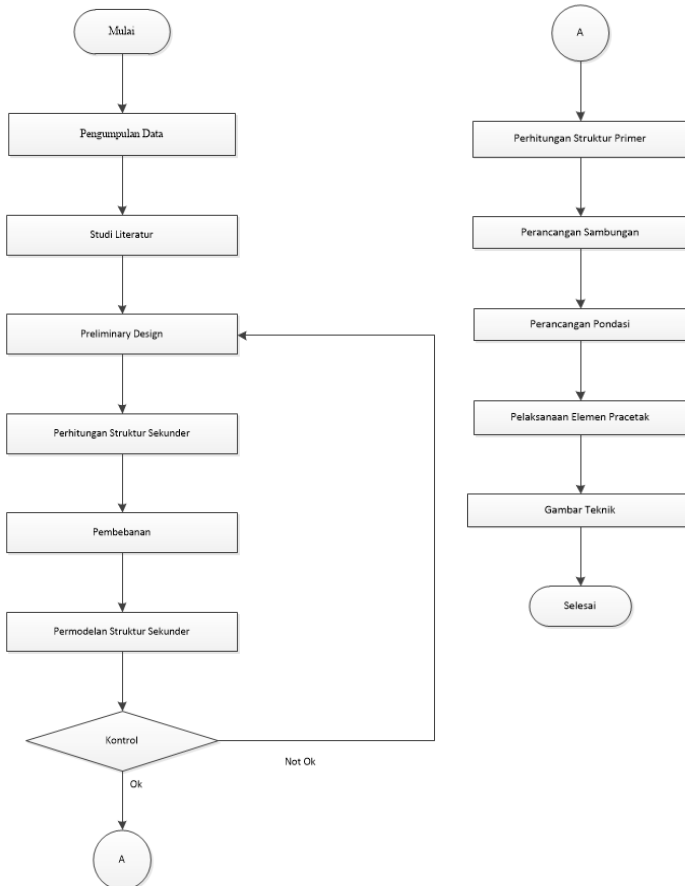 Mulai
Pengumpulan Data
Studi Literatur
Preliminary Design
Perhitungan Struktur Sekunder
Pembebanan
Permodelan Struktur Sekunder
Kontrol
Not Ok
Ok
A
A
Perhitungan Struktur Primer
Perancangan Sambungan
Perancangan Pondasi
Pelaksanaan Elemen Pracetak
Gambar Teknik
Selesai